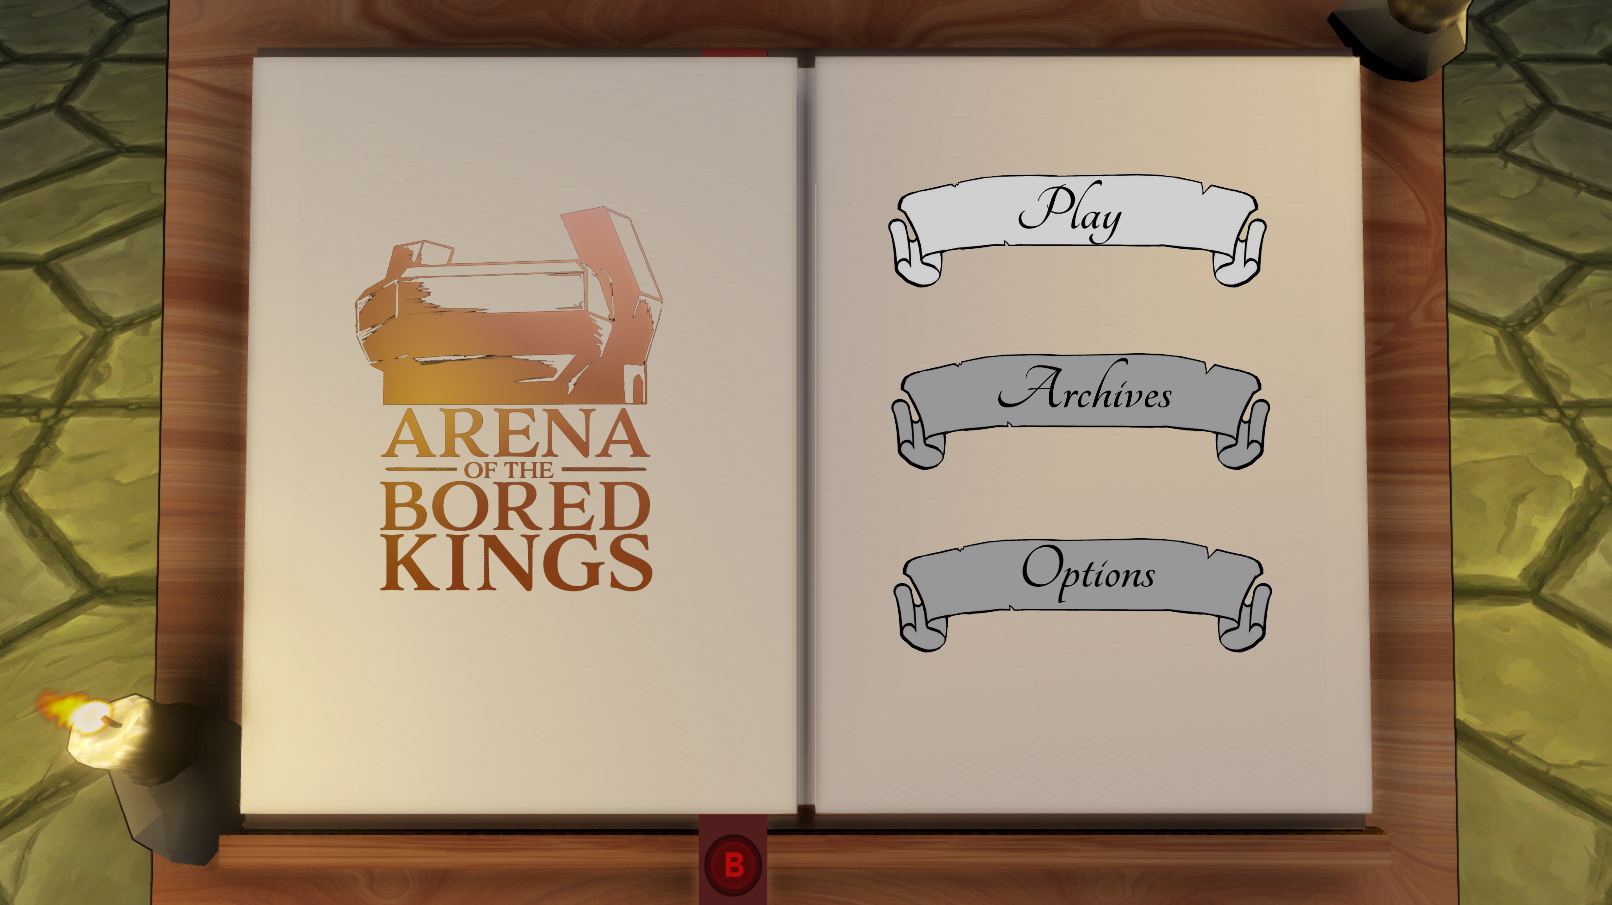 ARENA
OF THE
BORED
KINGS
Play
Archives
Options
B